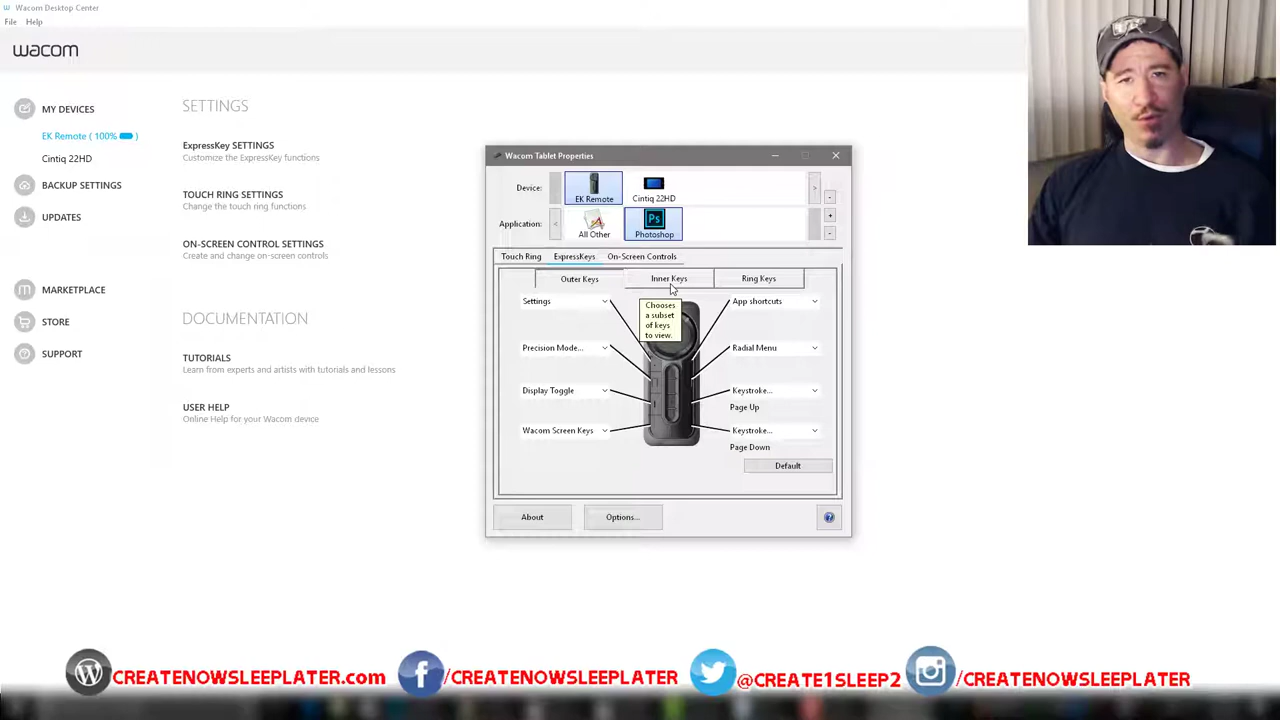 Wacom Desktop Center
File Help
wacom
MY DEVICES
EK Remote ( 100% )
Cintiq 22HD
BACKUP SETTINGS
UPDATES
MARKETPLACE
STORE
SUPPORT
SETTINGS
ExpressKey SETTINGS
Customize the ExpressKey functions
TOUCH RING SETTINGS
Change the touch ring functions
ON-SCREEN CONTROL SETTINGS
Create and change on-screen controls
DOCUMENTATION
TUTORIALS
Learn from experts and artists with tutorials and lessons
USER HELP
Online Help for your Wacom device
Wacom Tablet Properties
Device:
EK Remote Cintiq 22HD
Application:
Ps
All Other Photoshop
Touch Ring ExpressKeys On-Screen Controls
Outer Keys Inner Keys Ring Keys
Settings App shortcuts
Chooses
a subset
of keys
to view.
Precision Mode... Radial Menu
Display Toggle Keystroke...
Page Up
Wacom Screen Keys Keystroke...
Page Down
Default
About Options...
CREATENOWSLEEPLATER.com /CREATENOWSLEEPLATER @CREATE1SLEEP2 /CREATENOWSLEEPLATER